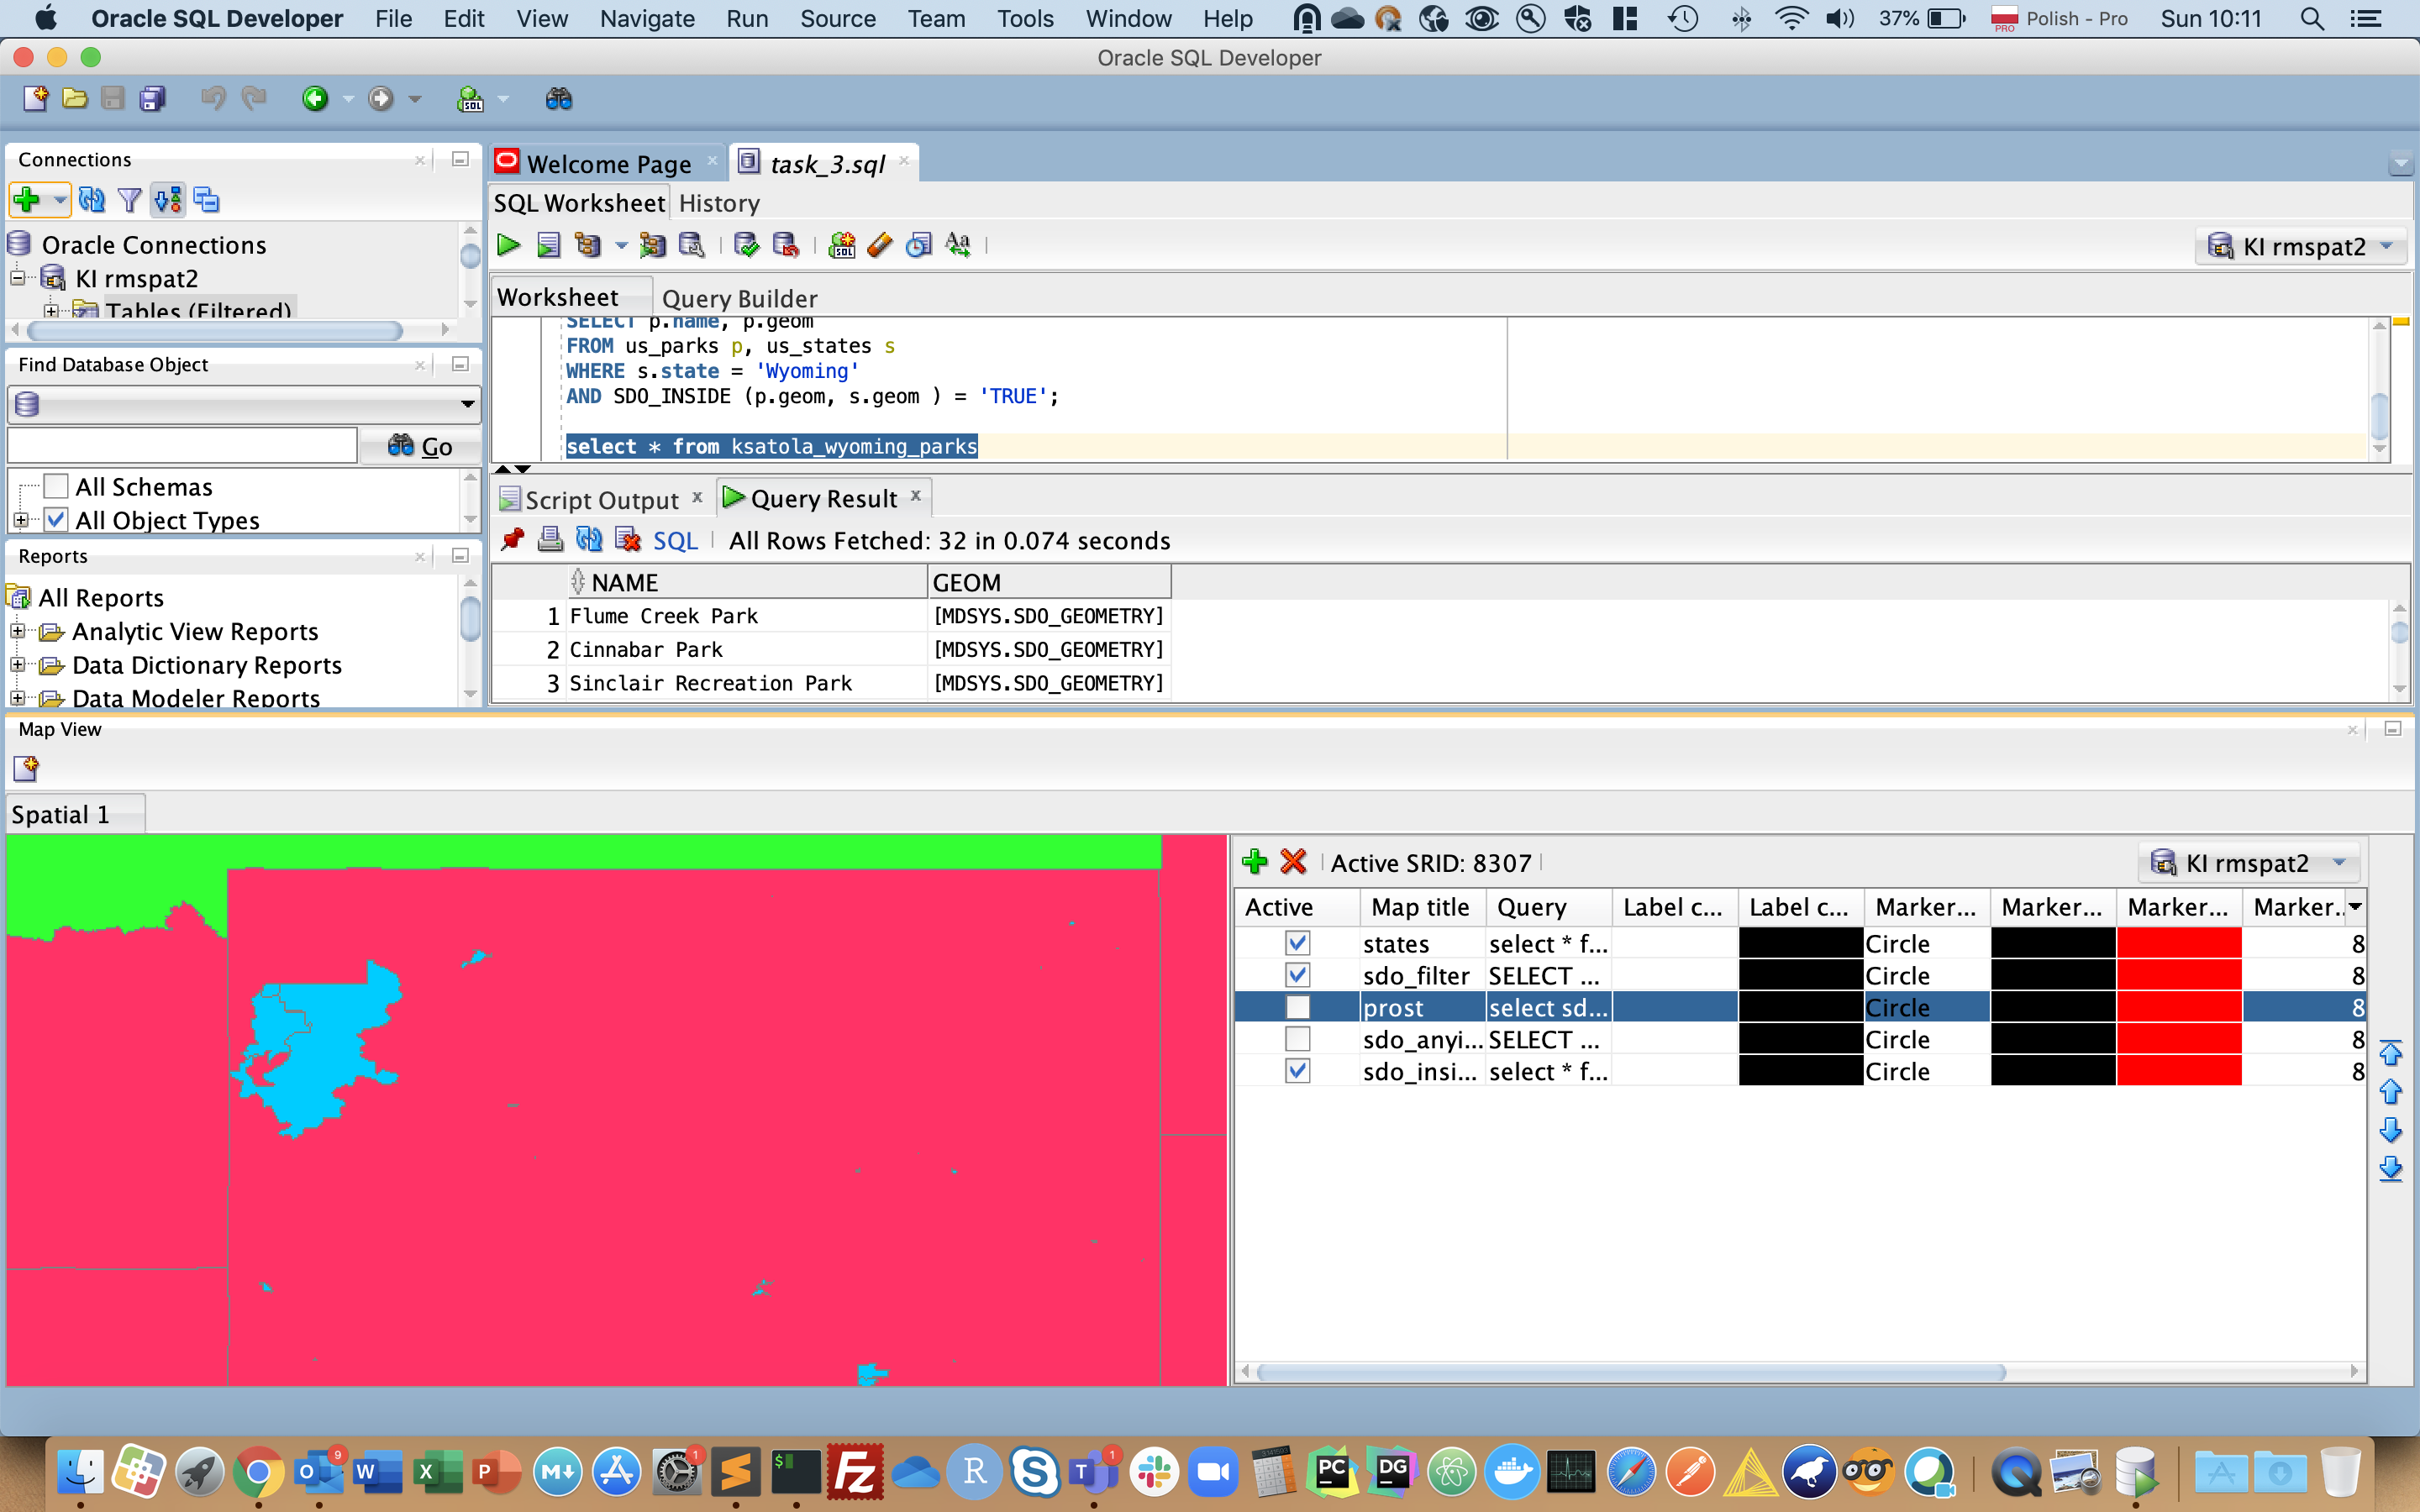 Oracle SQL Developer File Edit View Navigate Run Source Team Tools Window Help 37% PRO Polish - Pro Sun 10:11
Oracle SQL Developer
Connections
Oracle Connections
KI rmspat2
Tables (Filtered)
Find Database Object
Go
All Schemas
All Object Types
Reports
All Reports
Analytic View Reports
Data Dictionary Reports
Data Modeler Reports
Welcome Page task_3.sql
SQL Worksheet History
KI rmspat2
Worksheet Query Builder
SELECT p.name, p.geom
FROM us_parks p, us_states s
WHERE s.state = 'Wyoming'
AND SDO_INSIDE (p.geom, s.geom ) = 'TRUE';
select * from ksatola_wyoming_parks
Script Output Query Result
SQL All Rows Fetched: 32 in 0.074 seconds
NAME GEOM
1 Flume Creek Park [MDSYS.SDO_GEOMETRY]
2 Cinnabar Park [MDSYS.SDO_GEOMETRY]
3 Sinclair Recreation Park [MDSYS.SDO_GEOMETRY]
Map View
Spatial 1
Active SRID: 8307 KI rmspat2
Active Map title Query Label c... Label c... Marker... Marker... Marker... Marker..
states select * f... Circle 8
sdo_filter SELECT ... Circle 8
prost select sd... Circle 8
sdo_anyi... SELECT ... Circle 8
sdo_insi... select * f... Circle 8